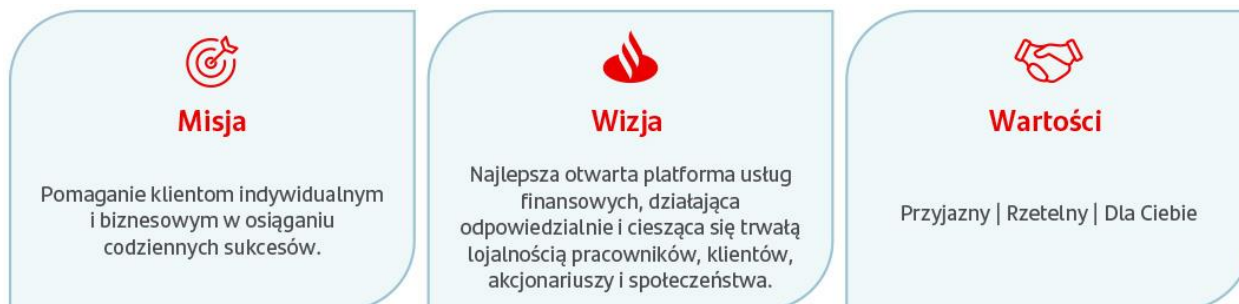 Misja
Pomaganie klientom indywidualnym
i biznesowym w osiąganiu
codziennych sukcesów.
Wizja
Najlepsza otwarta platforma usług
finansowych, działająca
odpowiedzialnie i ciesząca się trwałą
lojalnością pracowników, klientów,
akcjonariuszy i społeczeństwa.
Wartości
Przyjazny | Rzetelny | Dla Ciebie